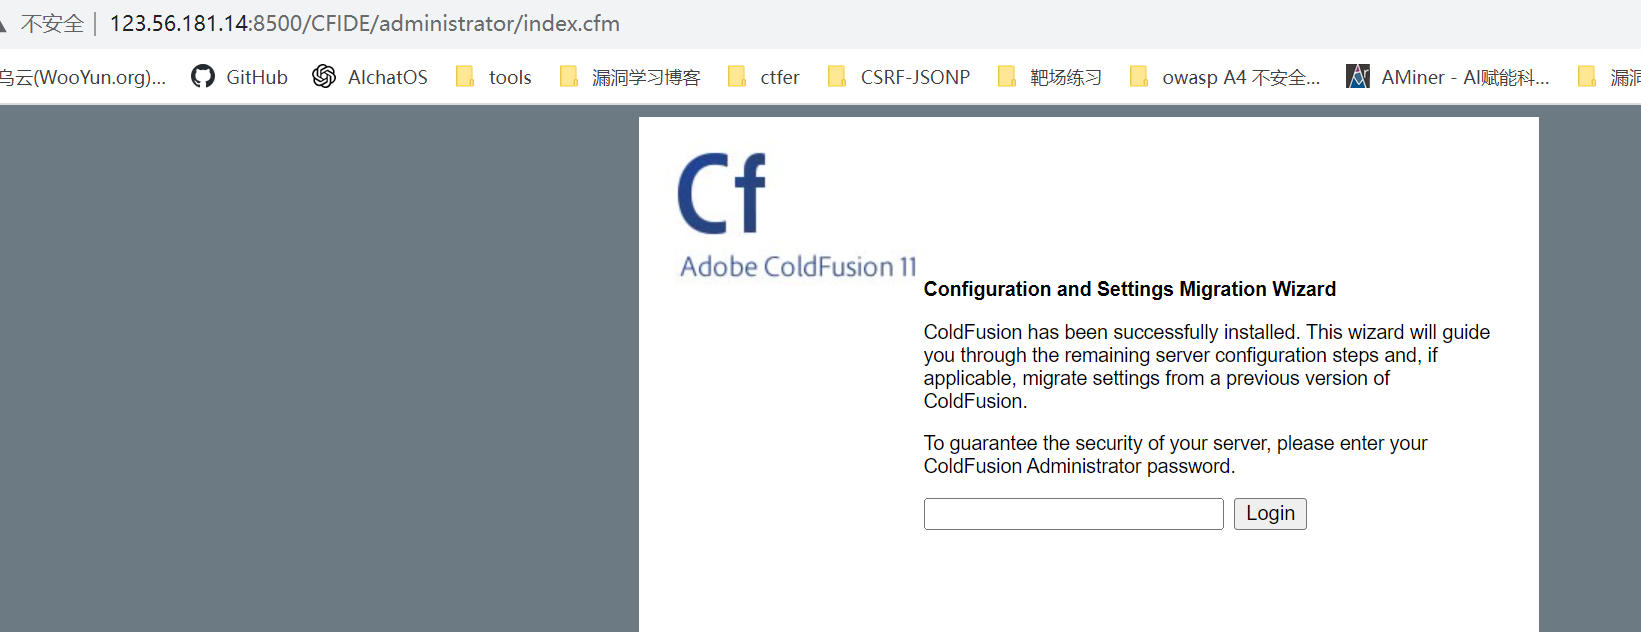 不安全 123.56.181.14:8500/CFIDE/administrator/index.cfm
乌云(WooYun.org)... GitHub AIchatOS tools 漏洞学习博客 ctfer CSRF-JSONP 靶场练习 owasp A4 不安全... AMiner - AI赋能科... 漏洞
Cf
Adobe ColdFusion 11
Configuration and Settings Migration Wizard
ColdFusion has been successfully installed. This wizard will guide
you through the remaining server configuration steps and, if
applicable, migrate settings from a previous version of
ColdFusion.
To guarantee the security of your server, please enter your
ColdFusion Administrator password.
Login